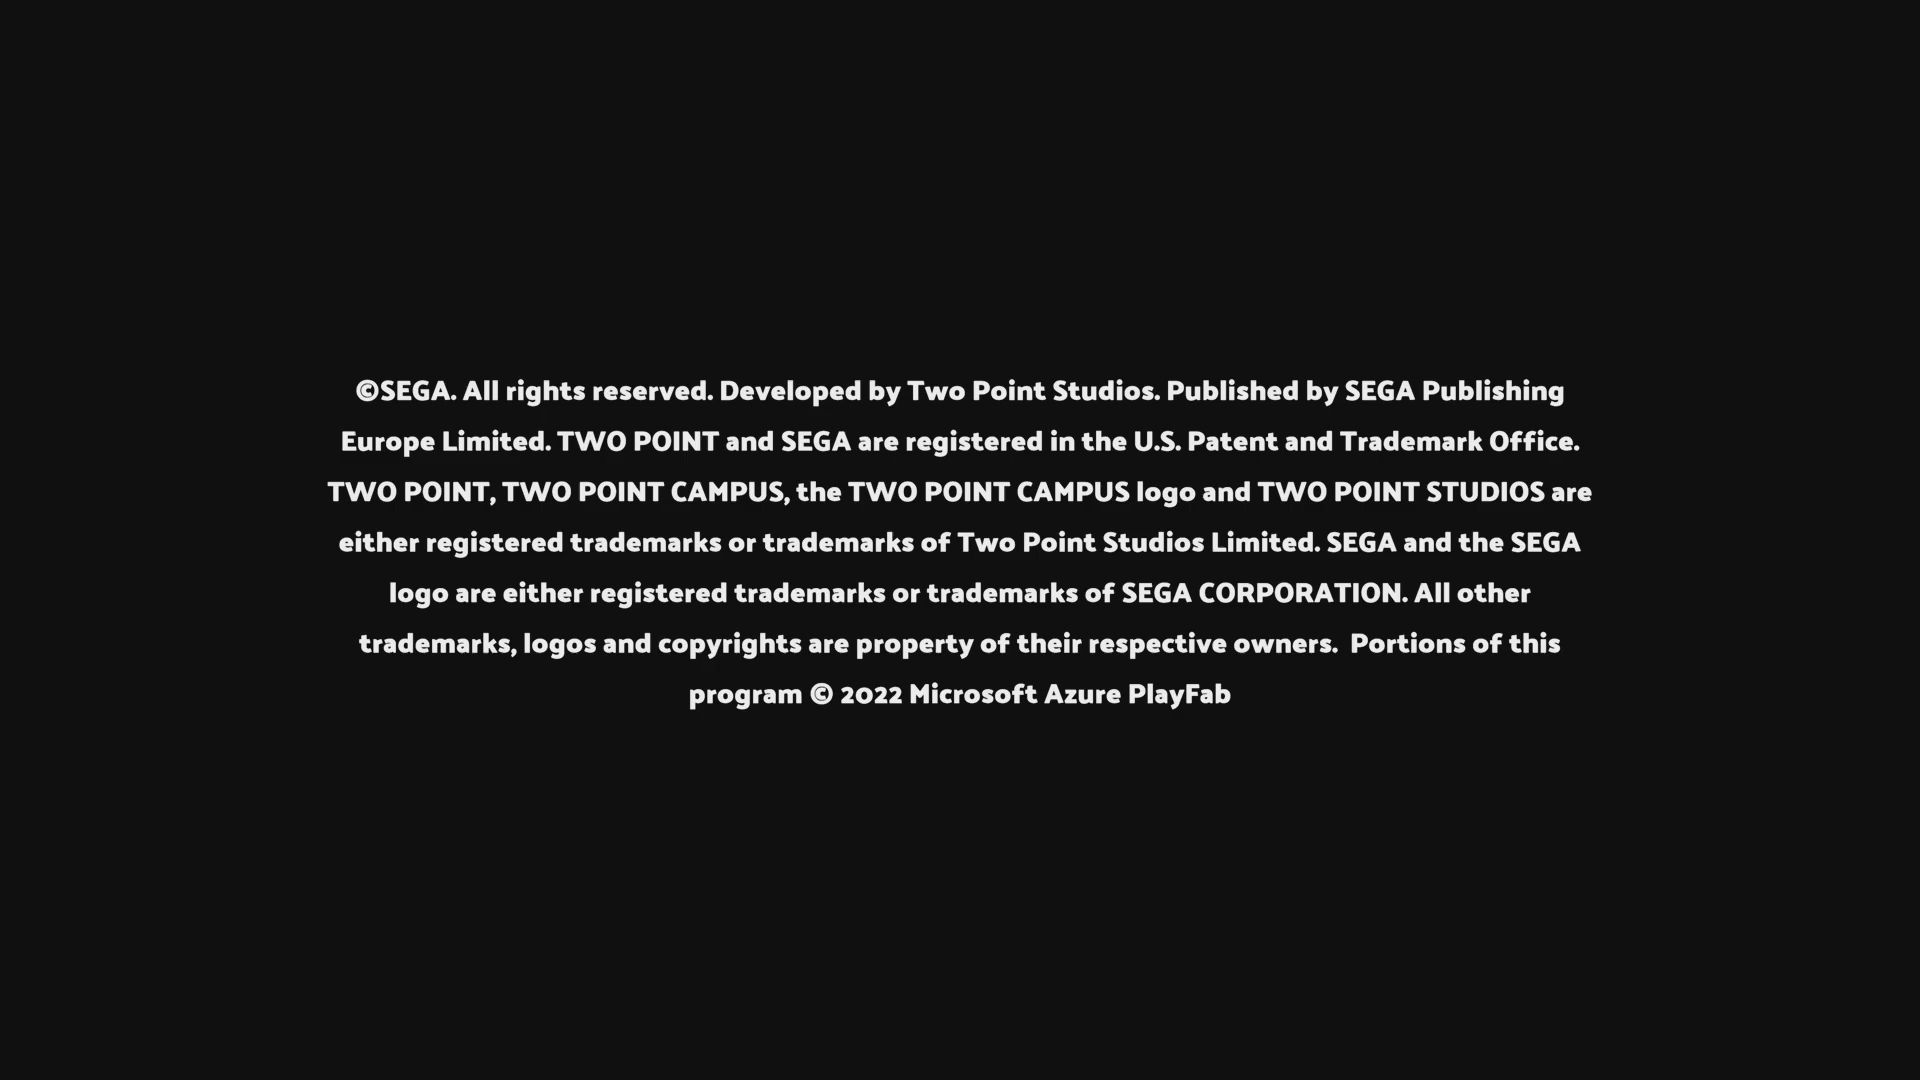 ©SEGA. All rights reserved. Developed by Two Point Studios. Published by SEGA Publishing
Europe Limited. TWO POINT and SEGA are registered in the U.S. Patent and Trademark Office.
TWO POINT, TWO POINT CAMPUS, the TWO POINT CAMPUS logo and TWO POINT STUDIOS are
either registered trademarks or trademarks of Two Point Studios Limited. SEGA and the SEGA
logo are either registered trademarks or trademarks of SEGA CORPORATION. All other
trademarks, logos and copyrights are property of their respective owners.  Portions of this
program © 2022 Microsoft Azure PlayFab